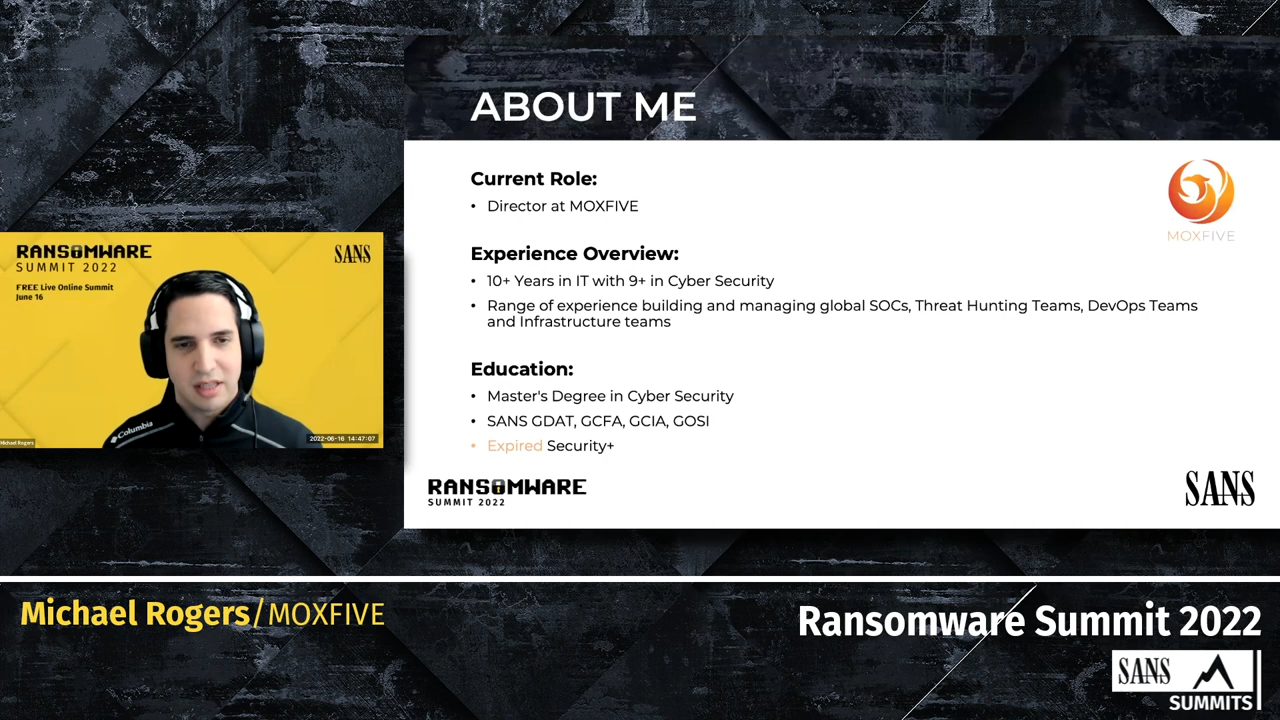 ABOUT ME
Current Role:
• Director at MOXFIVE
MOXFIVE
Experience Overview:
• 10+ Years in IT with 9+ in Cyber Security
• Range of experience building and managing global SOCs, Threat Hunting Teams, DevOps Teams
and Infrastructure teams
Education:
• Master's Degree in Cyber Security
• SANS GDAT, GCFA, GCIA, GOSI
• Expired Security+
RANSOMWARE
SUMMIT 2022
SANS
RANSOMWARE
SUMMIT 2022
SANS
FREE Live Online Summit
June 16
Columbia
Michael Rogers
2022-06-16 14:47:07
Michael Rogers/MOXFIVE
Ransomware Summit 2022
SANS
SUMMITS